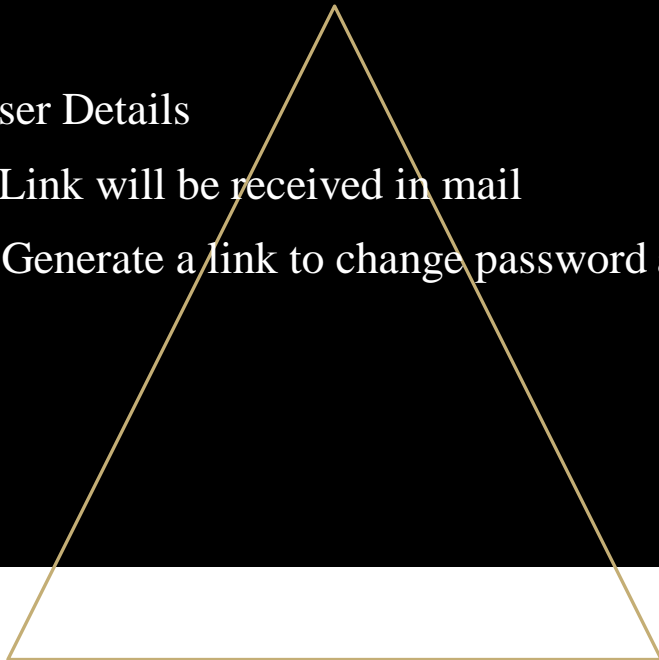 ser Details
Link will be received in mail
Generate a link to change password